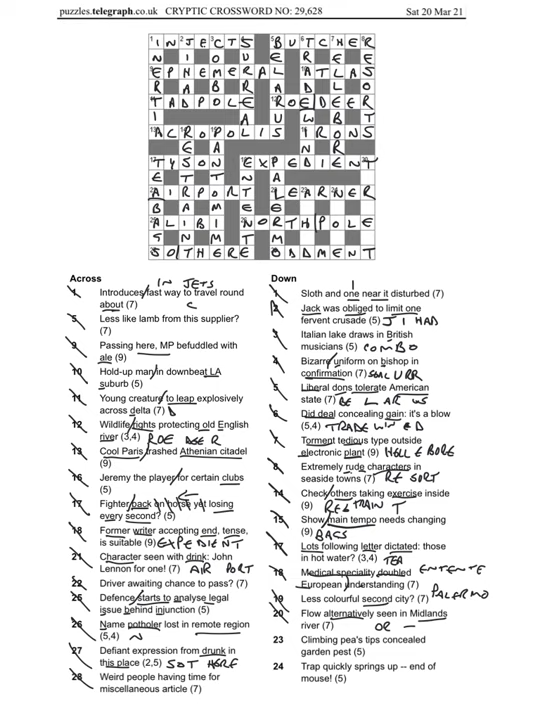 puzzles.telegraph.co.uk CRYPTIC CROSSWORD NO: 29,628 Sat 20 Mar 21
INJECTS BUTCHER
EPHEMERAL ATLAS
TADPOLE ROEDEER
ACROPOLIS IRONS
TYSON EXPEDIENT
AIRPORT LEARNER
ALIBI NORTHPOLE
SOTHERE ODDMENT
Across
IN JETS
1 Introduces fast way to travel round
about (7) C
5 Less like lamb from this supplier?
(7)
9 Passing here, MP befuddled with
ale (9)
10 Hold-up man in downbeat LA
suburb (5)
11 Young creature to leap explosively
across delta (7) D
12 Wildlife rights protecting old English
river (3,4) ROE DEER
13 Cool Paris trashed Athenian citadel
(9)
16 Jeremy the player for certain clubs
(5)
17 Fighter back on horse yet losing
every second? (5)
18 Former writer accepting end, tense,
is suitable (9) EXPEDIENT
21 Character seen with drink: John
Lennon for one! (7) AIR PORT
22 Driver awaiting chance to pass? (7)
25 Defence starts to analyse legal
issue behind injunction (5)
26 Name potholer lost in remote region
(5,4) N
27 Defiant expression from drunk in
this place (2,5) SOT HERE
28 Weird people having time for
miscellaneous article (7)
Down
I
1 Sloth and one near it disturbed (7)
2 Jack was obliged to limit one
fervent crusade (5) J I HAD
3 Italian lake draws in British
musicians (5) COMBO
4 Bizarre uniform on bishop in
confirmation (7) SEAL URR
5 Liberal dons tolerate American
state (7) BE L AR US
6 Did deal concealing gain: it's a blow
(5,4) TRADE WIN ED
7 Torment tedious type outside
electronic plant (9) HELL E BORE
8 Extremely rude characters in
seaside towns (7) RE SORT
14 Check others taking exercise inside
(9) RESTRAIN T
15 Show main tempo needs changing
(9)
17 Lots following letter dictated: those
in hot water? (3,4) TEA
18 Medical speciality doubled ENTENTE
European understanding (7)
19 Less colourful second city? (7) PALERMO
20 Flow alternatively seen in Midlands
river (7) OR —
23 Climbing pea's tips concealed
garden pest (5)
24 Trap quickly springs up -- end of
mouse! (5)